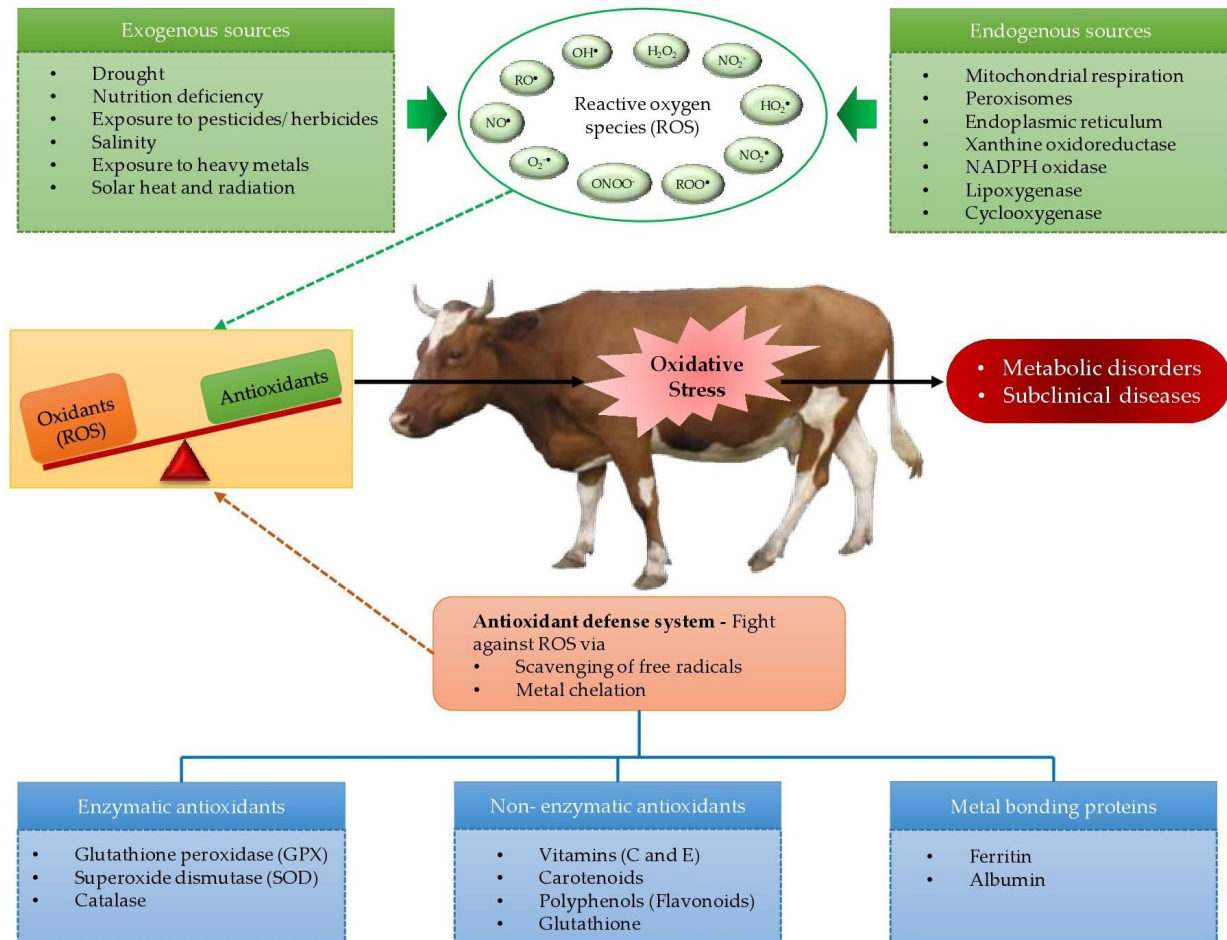 Exogenous sources
• Drought
• Nutrition deficiency
• Exposure to pesticides/ herbicides
• Salinity
• Exposure to heavy metals
• Solar heat and radiation
OH•
H₂O₂
NO₂⁻
RO•
HO₂•
NO•
Reactive oxygen
species (ROS)
O₂⁻•
NO₂•
ONOO⁻
ROO•
Endogenous sources
• Mitochondrial respiration
• Peroxisomes
• Endoplasmic reticulum
• Xanthine oxidoreductase
• NADPH oxidase
• Lipoxygenase
• Cyclooxygenase
Oxidants
(ROS)
Antioxidants
Oxidative
Stress
• Metabolic disorders
• Subclinical diseases
Antioxidant defense system - Fight
against ROS via
• Scavenging of free radicals
• Metal chelation
Enzymatic antioxidants
• Glutathione peroxidase (GPX)
• Superoxide dismutase (SOD)
• Catalase
Non- enzymatic antioxidants
• Vitamins (C and E)
• Carotenoids
• Polyphenols (Flavonoids)
• Glutathione
Metal bonding proteins
• Ferritin
• Albumin